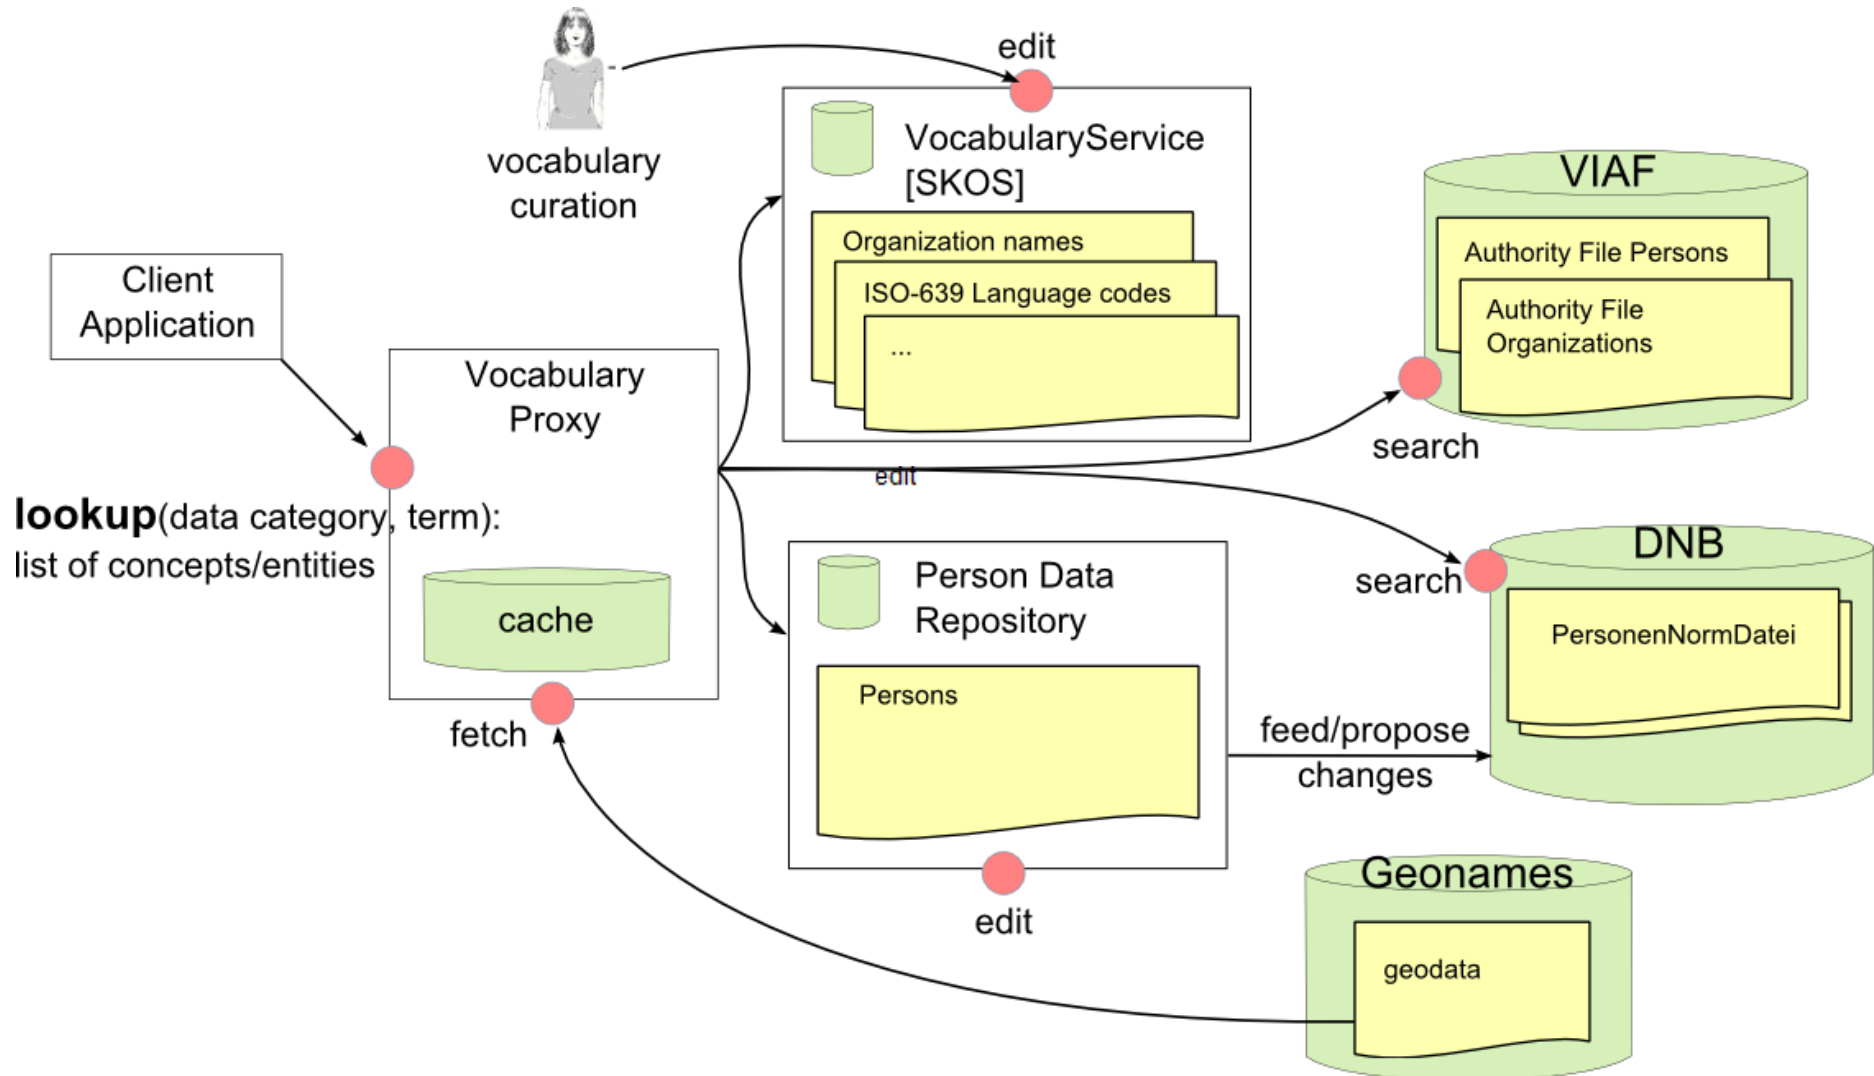 edit
vocabulary
curation
VocabularyService
[SKOS]
Organization names
ISO-639 Language codes
...
VIAF
Authority File Persons
Authority File
Organizations
search
Client
Application
Vocabulary
Proxy
lookup(data category, term):
list of concepts/entities
cache
fetch
edit
Person Data
Repository
Persons
edit
search
DNB
PersonenNormDatei
feed/propose
changes
Geonames
geodata